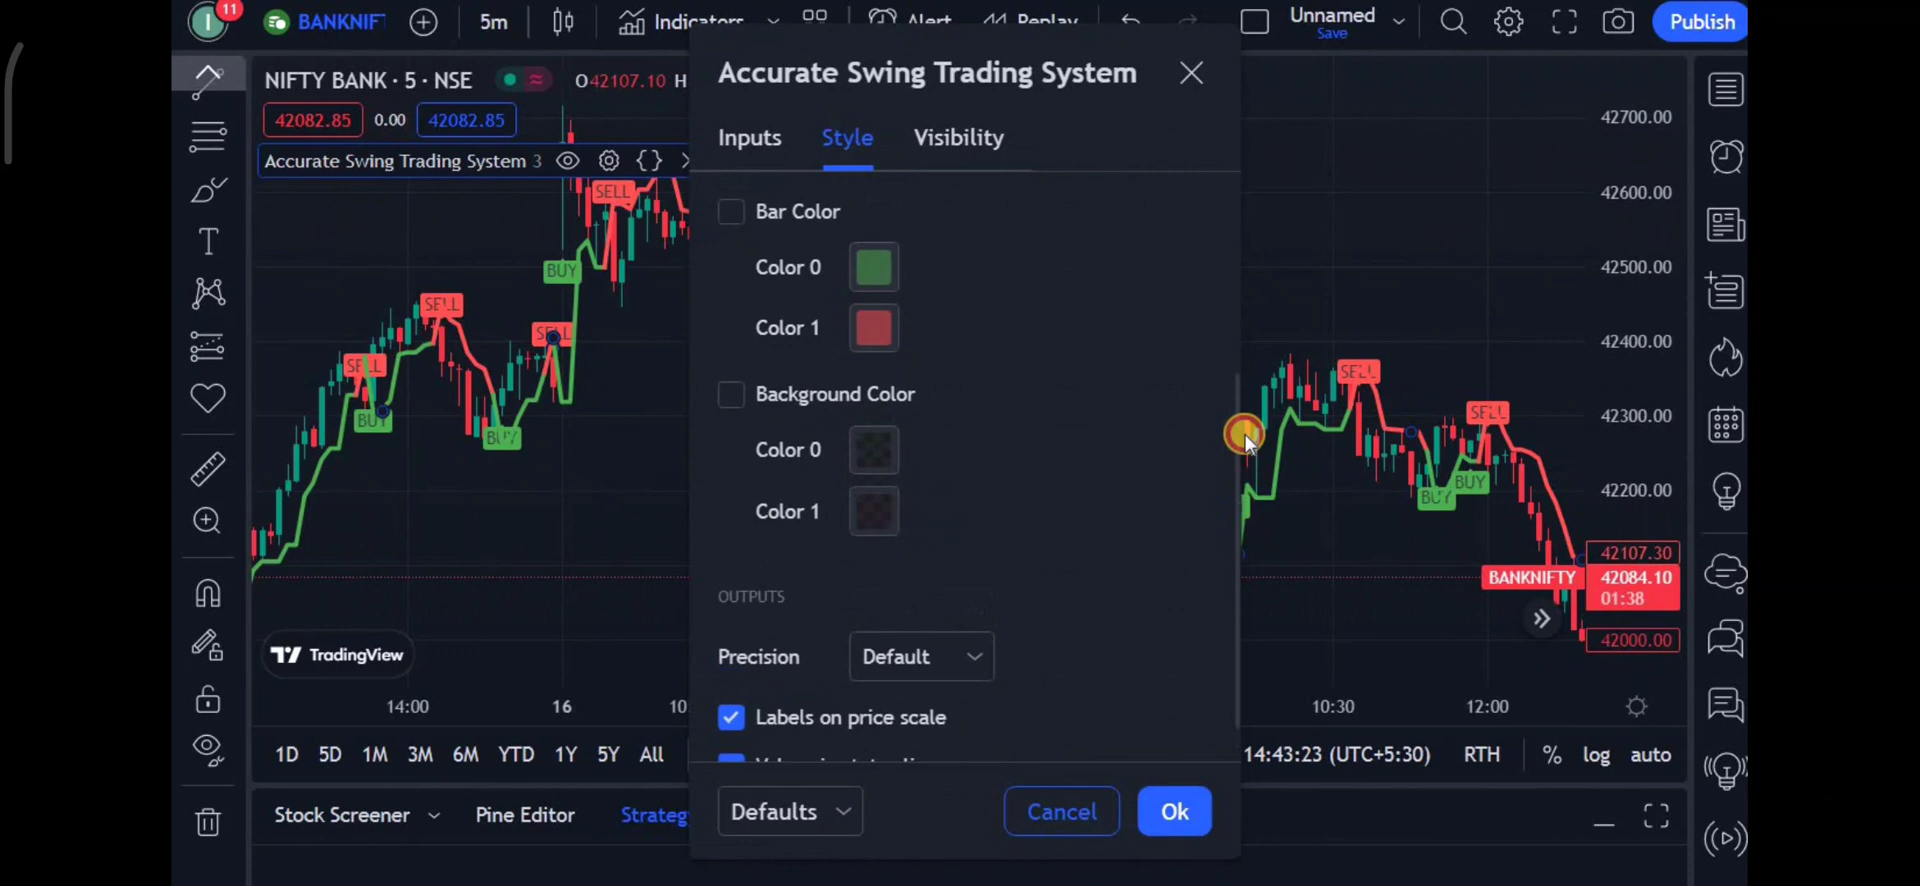 11
I
BANKNIF
5m
Indicators
Alert
Replay
Unnamed
Save
Publish
NIFTY BANK · 5 · NSE
O42107.10 H
42082.85
0.00
42082.85
Accurate Swing Trading System 3
SELL
BUY
SELL
SELL
SELL
BUY
BUY
Accurate Swing Trading System
Inputs
Style
Visibility
Bar Color
Color 0
Color 1
Background Color
Color 0
Color 1
OUTPUTS
Precision
Default
Labels on price scale
Defaults
Cancel
Ok
SELL
SELL
BUY
BUY
42700.00
42600.00
42500.00
42400.00
42300.00
42200.00
42107.30
BANKNIFTY
42084.10
01:38
42000.00
TradingView
14:00
16
10
10:30
12:00
1D
5D
1M
3M
6M
YTD
1Y
5Y
All
14:43:23 (UTC+5:30)
RTH
%
log
auto
Stock Screener
Pine Editor
Strateg